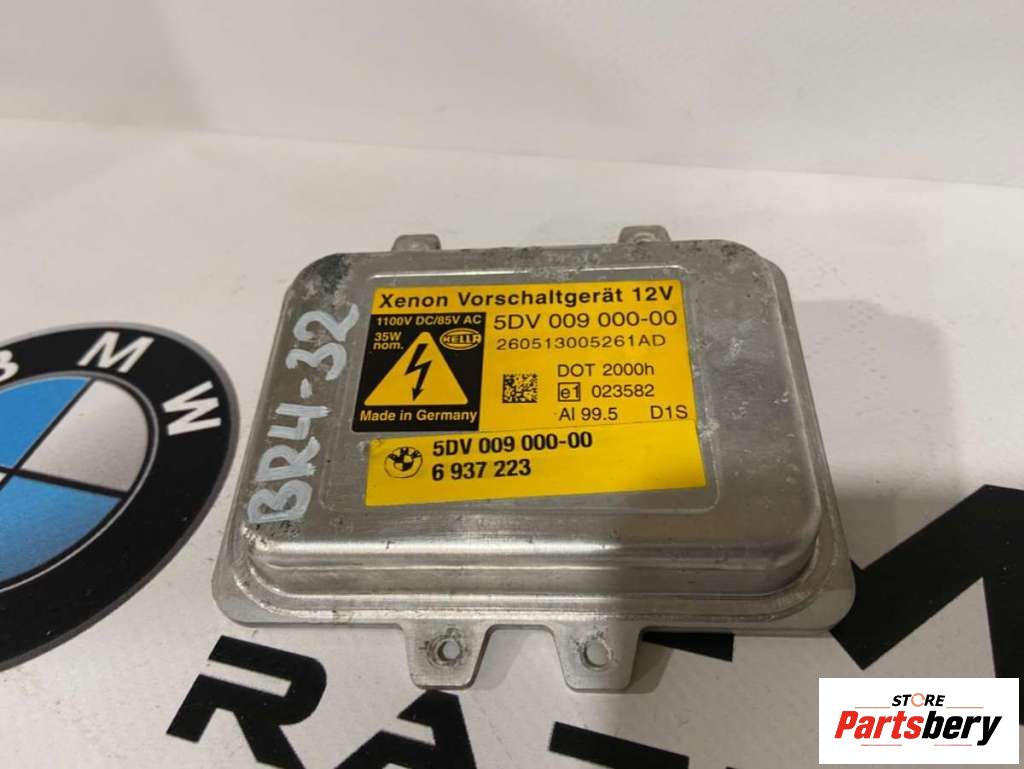 BMW
BR4-32
Xenon Vorschaltgerät 12V
1100V DC/85V AC
35W
nom.
HELLA
Made in Germany
5DV 009 000-00
260513005261AD
DOT 2000h
e1 023582
AI 99.5 D1S
5DV 009 000-00
6 937 223
STORE
Partsbery